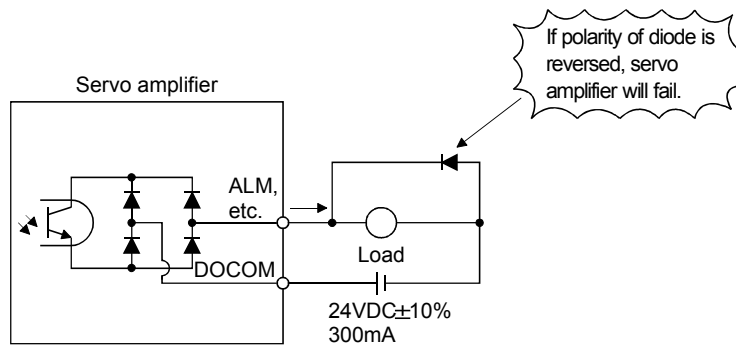 If polarity of diode is
reversed, servo
amplifier will fail.
Servo amplifier
ALM,
etc.
Load
DOCOM
24VDC±10%
300mA